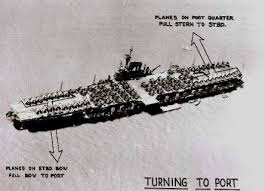 PLANES ON PORT QUARTER
PULL STERN TO STBD.
PLANES ON STBD BOW
PULL BOW TO PORT
TURNING TO PORT